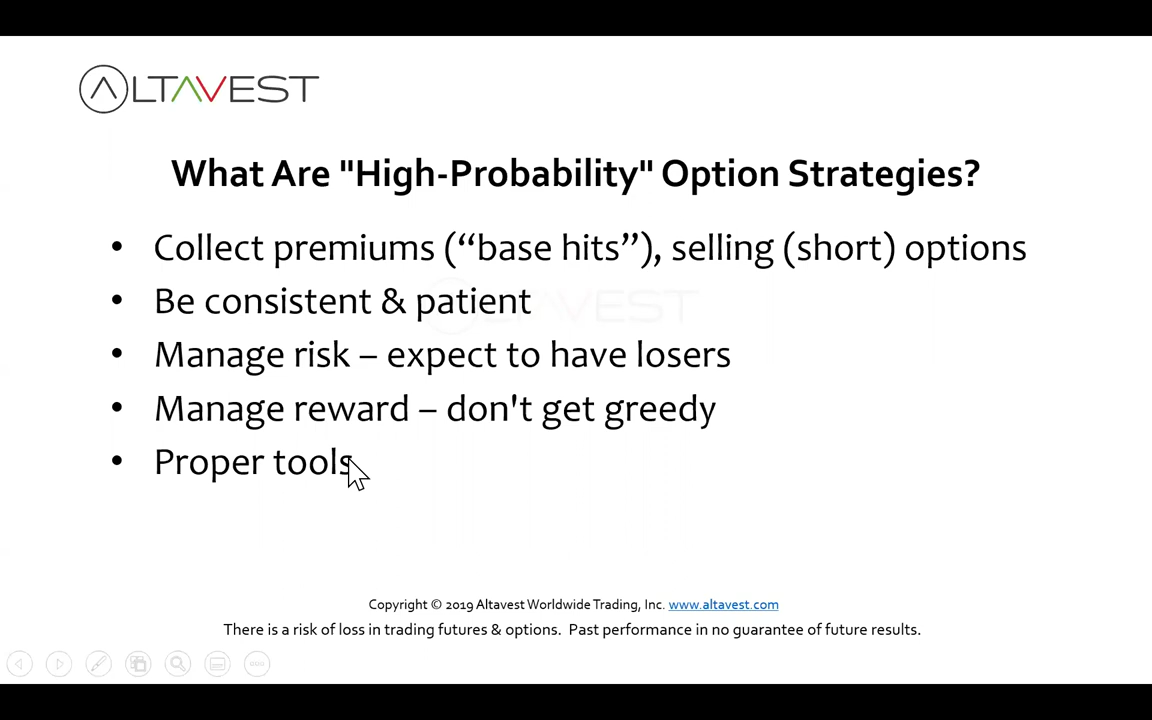 ALTAVEST
What Are "High-Probability" Option Strategies?
• Collect premiums (“base hits”), selling (short) options
• Be consistent & patient
ALTAVEST
• Manage risk – expect to have losers
• Manage reward – don't get greedy
• Proper tools
Copyright © 2019 Altavest Worldwide Trading, Inc. www.altavest.com
There is a risk of loss in trading futures & options.  Past performance in no guarantee of future results.